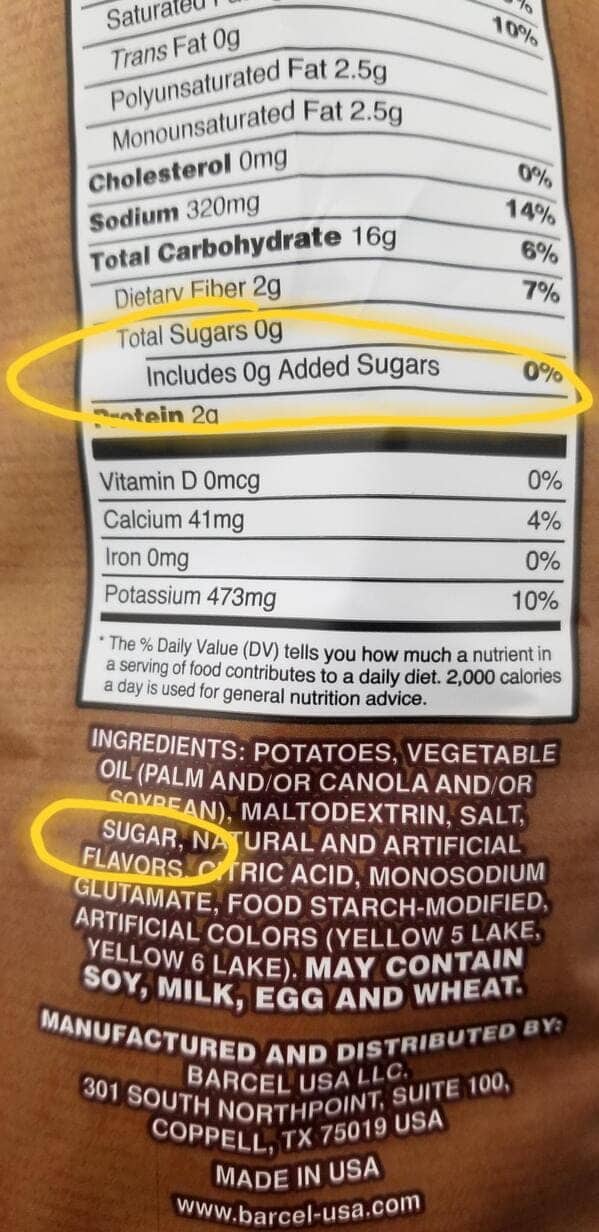 Saturated
%
Trans Fat 0g 10%
Polyunsaturated Fat 2.5g
Monounsaturated Fat 2.5g
Cholesterol 0mg 0%
Sodium 320mg 14%
Total Carbohydrate 16g 6%
Dietary Fiber 2g 7%
Total Sugars 0g
Includes 0g Added Sugars 0%
Protein 2g
Vitamin D 0mcg 0%
Calcium 41mg 4%
Iron 0mg 0%
Potassium 473mg 10%
* The % Daily Value (DV) tells you how much a nutrient in
a serving of food contributes to a daily diet. 2,000 calories
a day is used for general nutrition advice.
INGREDIENTS: POTATOES, VEGETABLE
OIL (PALM AND/OR CANOLA AND/OR
SOYBEAN), MALTODEXTRIN, SALT,
SUGAR, NATURAL AND ARTIFICIAL
FLAVORS, CITRIC ACID, MONOSODIUM
GLUTAMATE, FOOD STARCH-MODIFIED,
ARTIFICIAL COLORS (YELLOW 5 LAKE,
YELLOW 6 LAKE). MAY CONTAIN
SOY, MILK, EGG AND WHEAT.
MANUFACTURED AND DISTRIBUTED BY:
BARCEL USA LLC.
301 SOUTH NORTHPOINT, SUITE 100,
COPPELL, TX 75019 USA
MADE IN USA
www.barcel-usa.com